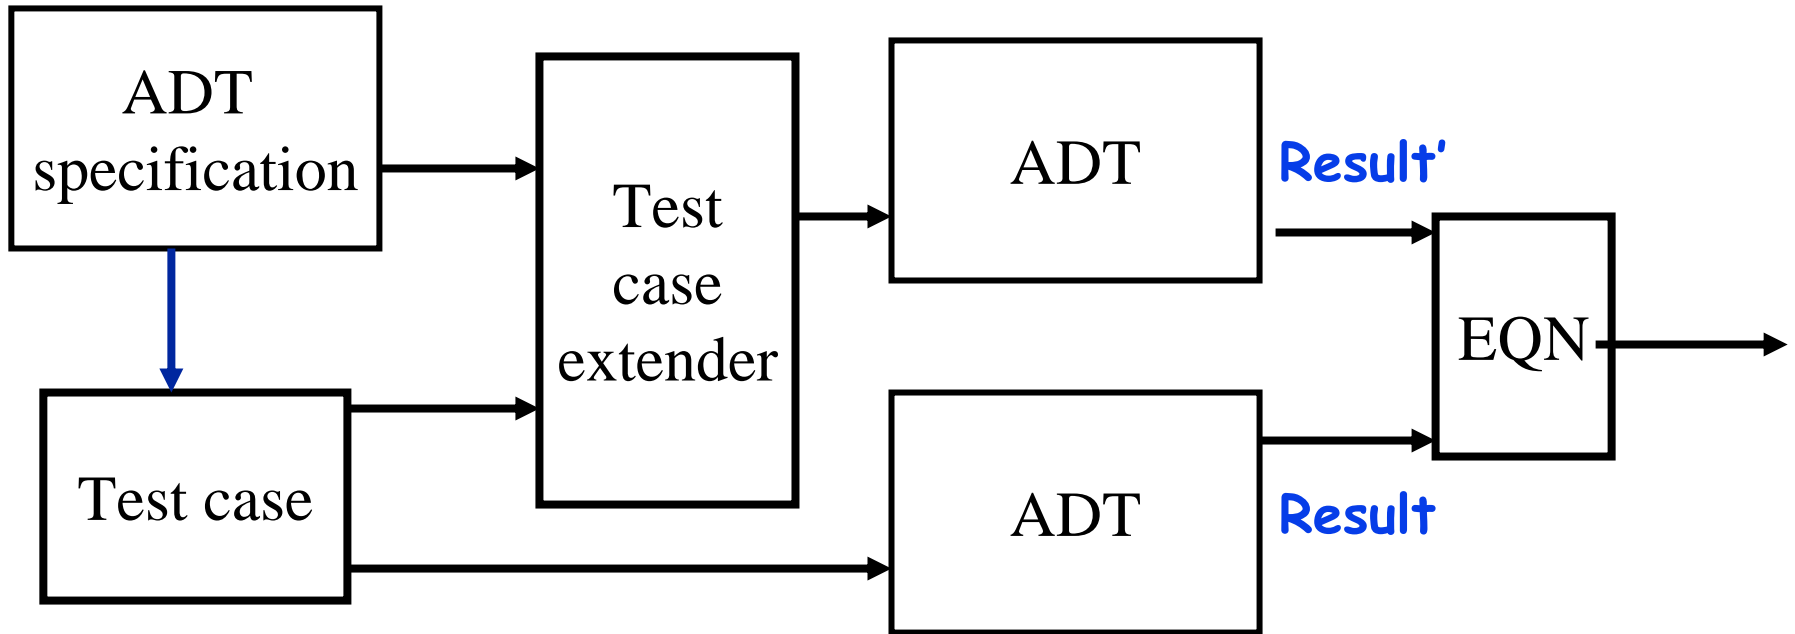 ADT
specification
Test
case
extender
ADT
Result’
EQN
Test case
ADT
Result